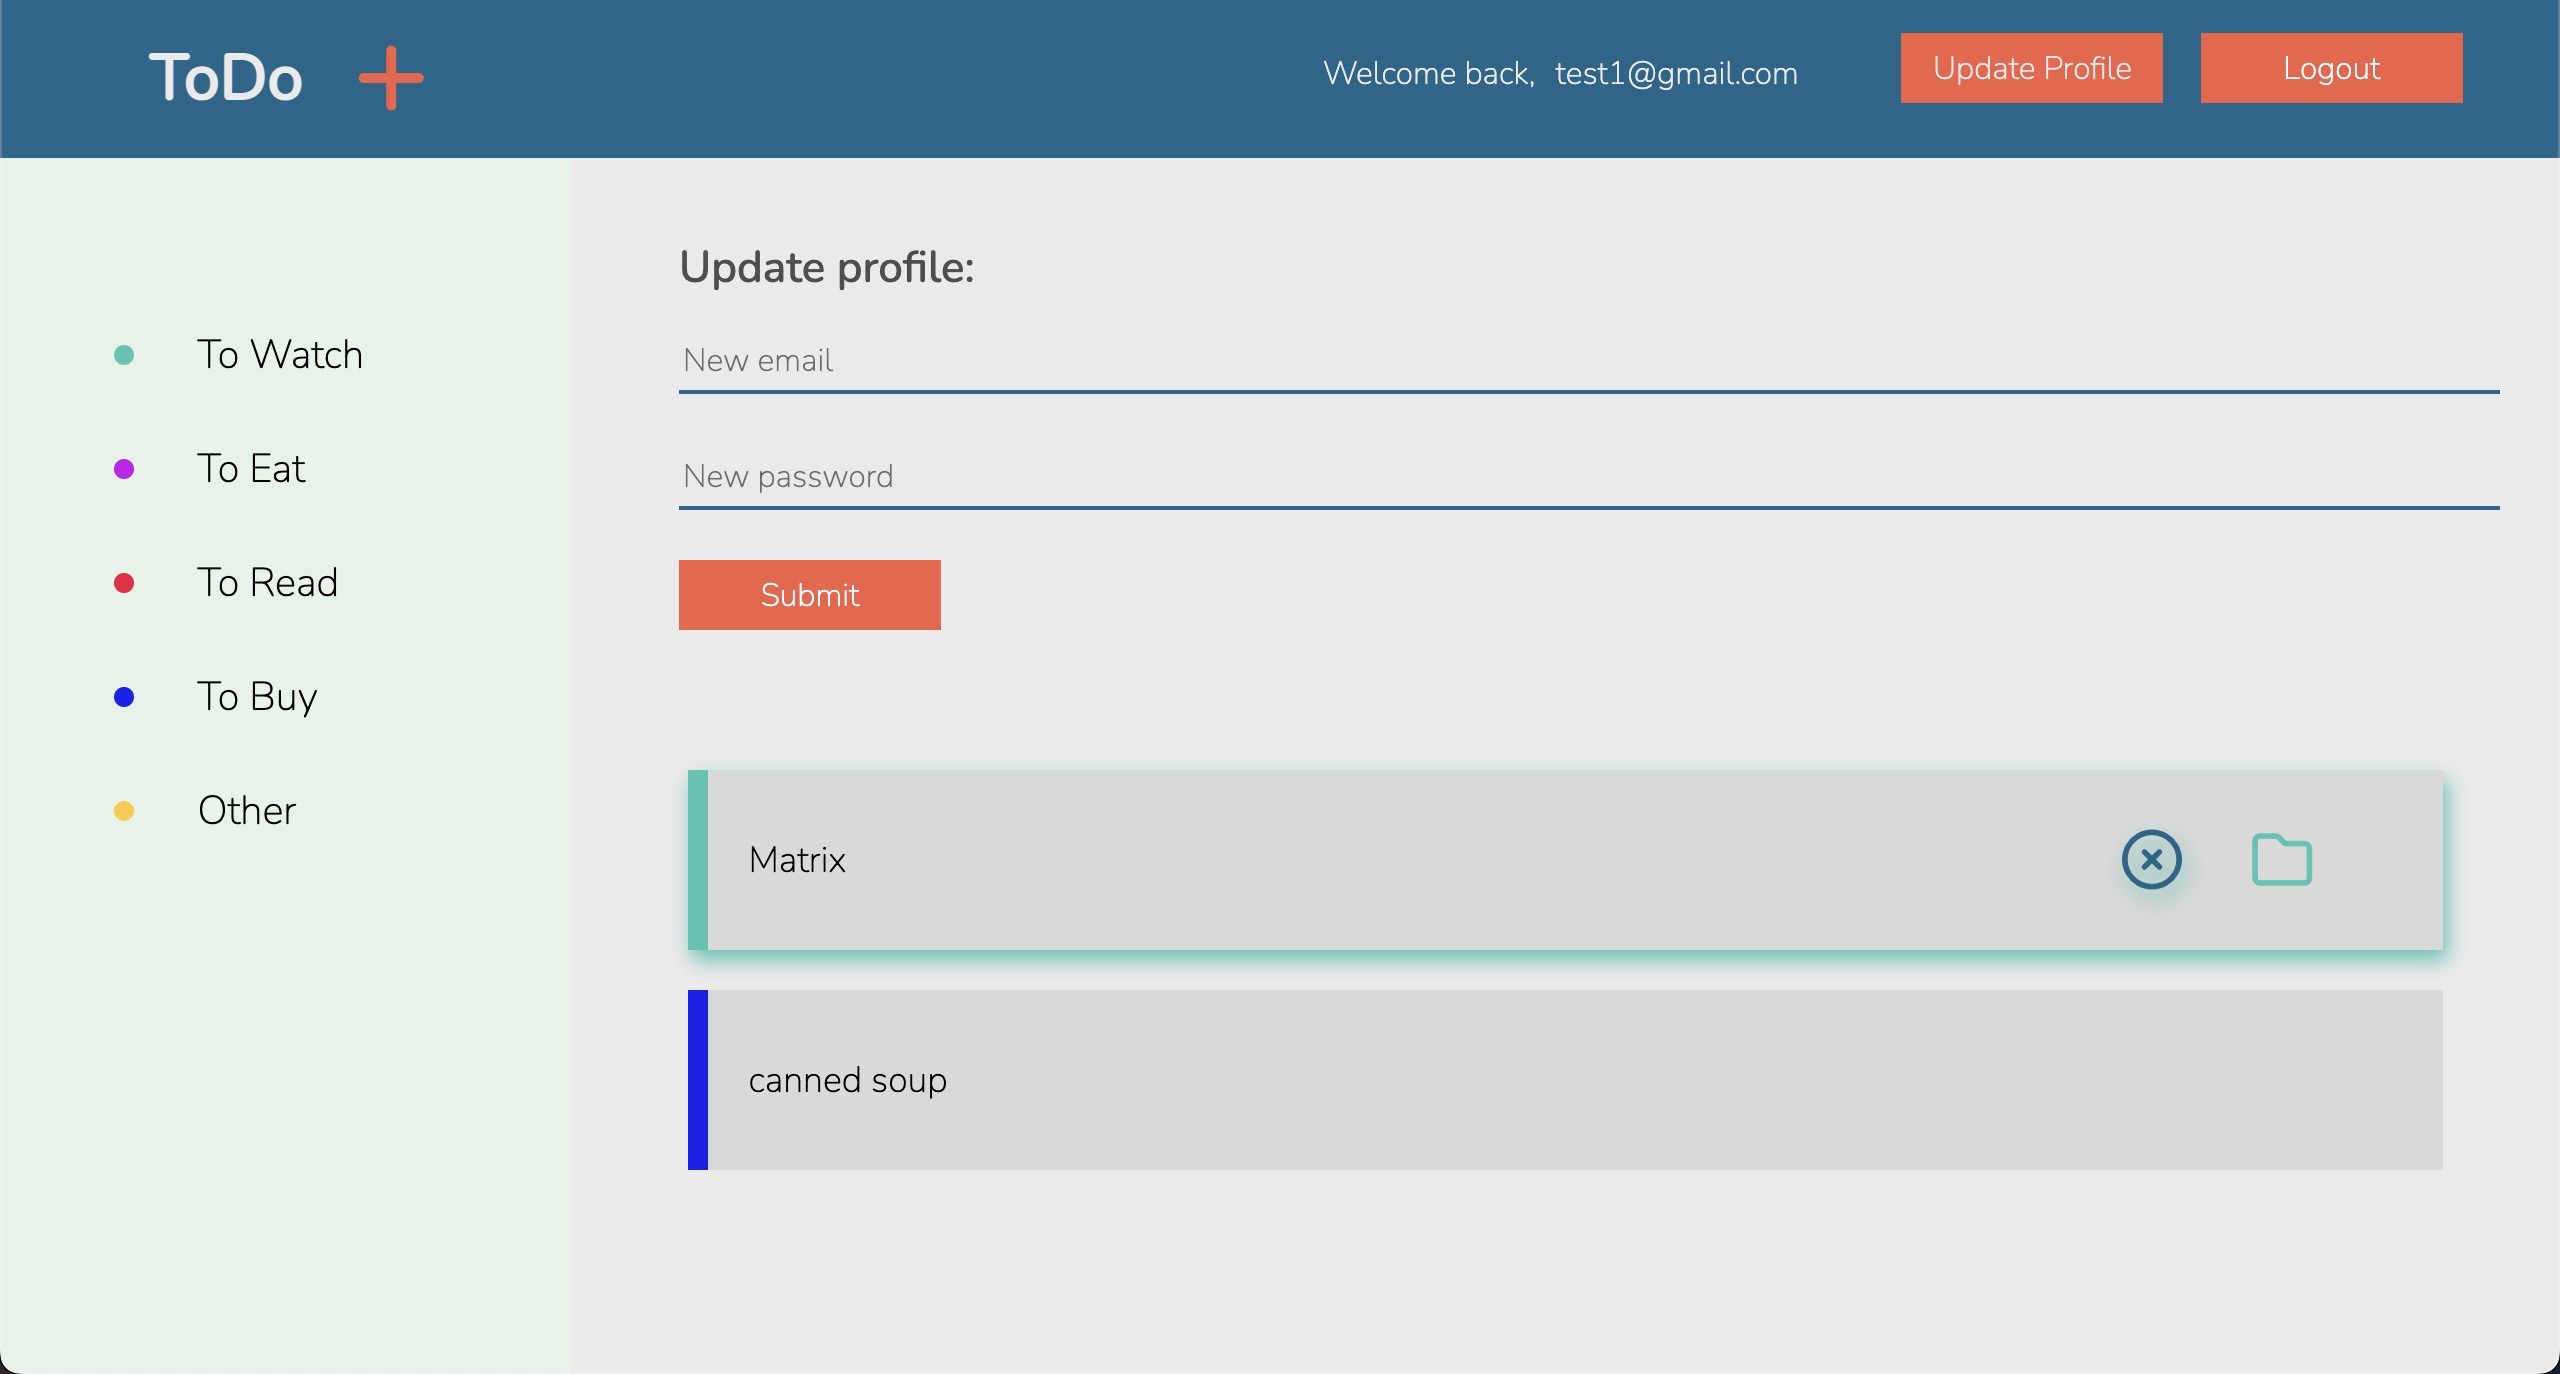 ToDo
Welcome back, test1@gmail.com
Update Profile
Logout
To Watch
To Eat
To Read
To Buy
Other
Update profile:
New email
New password
Submit
Matrix
canned soup